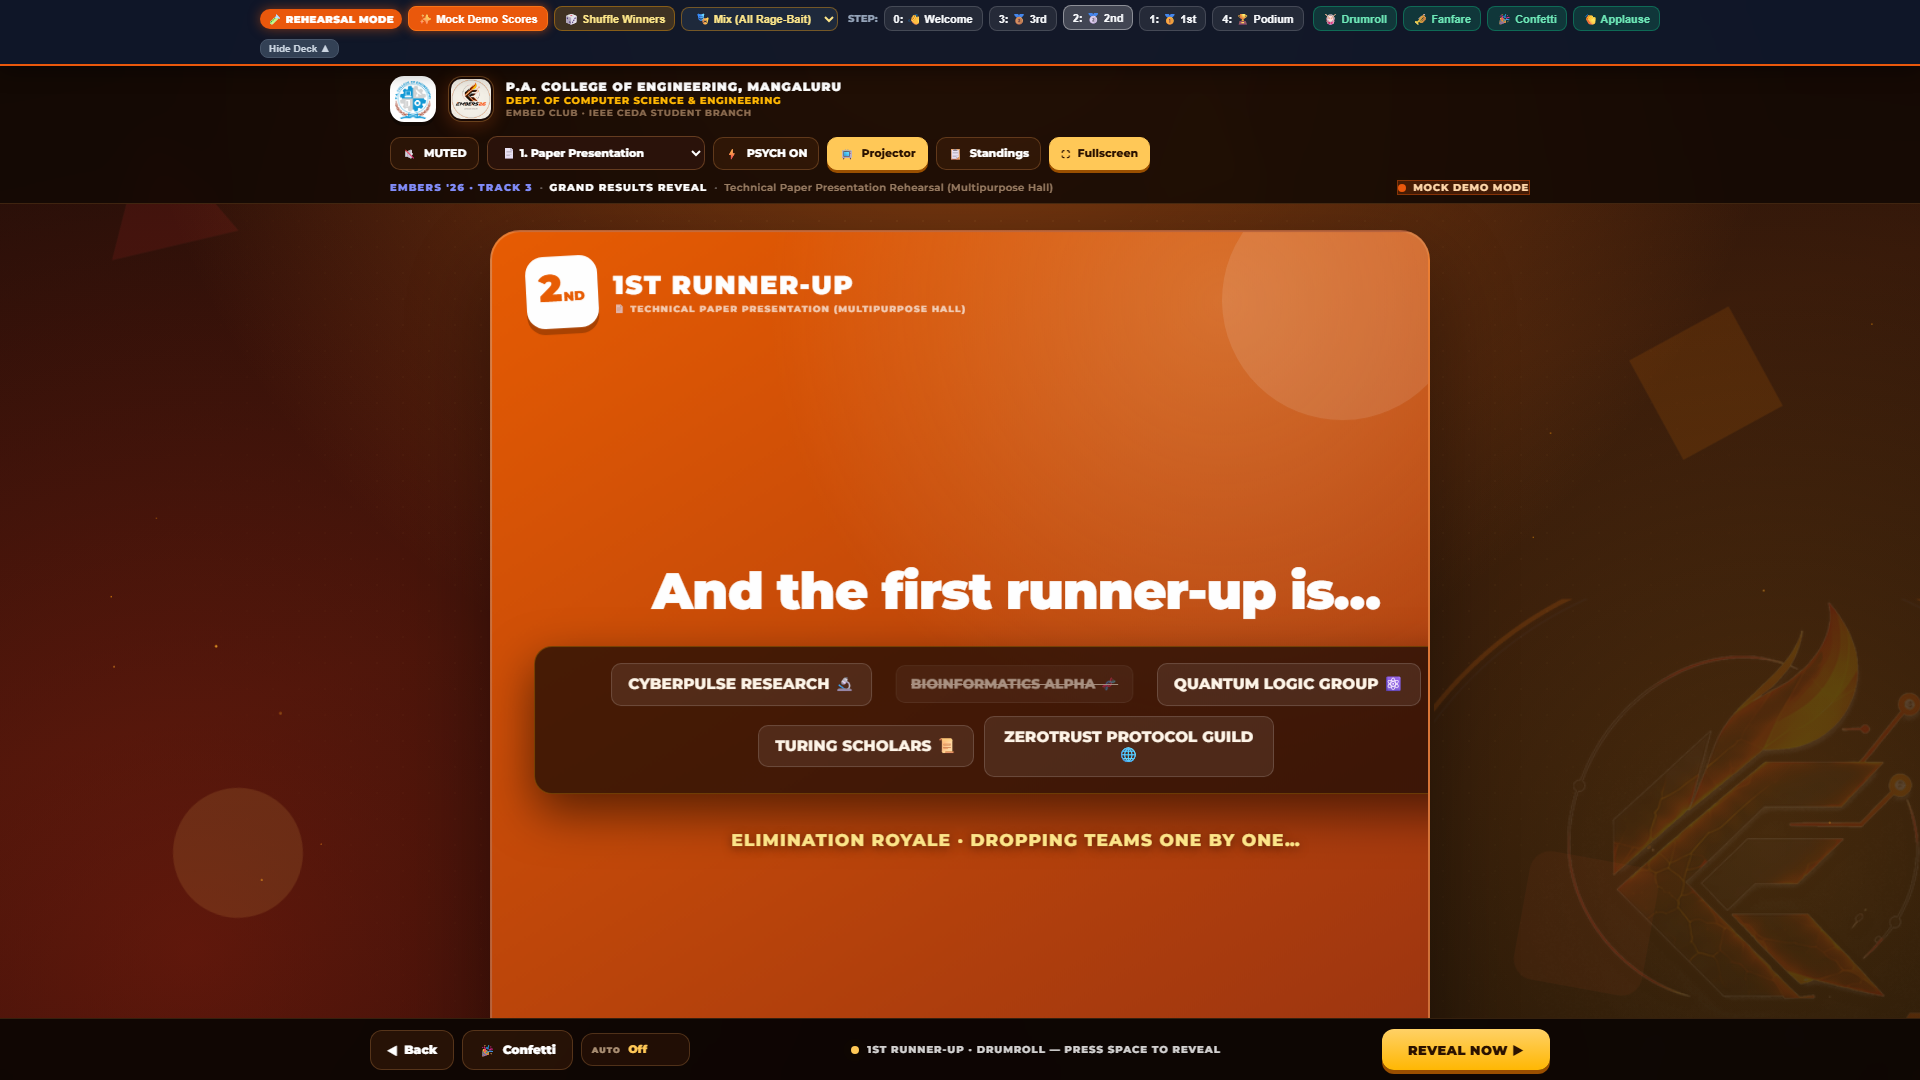 REHEARSAL MODE
Mock Demo Scores
Shuffle Winners
Mix (All Rage-Bait)
STEP:
0: Welcome
3: 3rd
2: 2nd
1: 1st
4: Podium
Drumroll
Fanfare
Confetti
Applause
Hide Deck ▲
P.A. COLLEGE OF ENGINEERING, MANGALURU
DEPT. OF COMPUTER SCIENCE & ENGINEERING
EMBED CLUB · IEEE CEDA STUDENT BRANCH
MUTED
1. Paper Presentation
PSYCH ON
Projector
Standings
Fullscreen
EMBERS '26 · TRACK 3 · GRAND RESULTS REVEAL · Technical Paper Presentation Rehearsal (Multipurpose Hall)
MOCK DEMO MODE
2ND
1ST RUNNER-UP
TECHNICAL PAPER PRESENTATION (MULTIPURPOSE HALL)
And the first runner-up is...
CYBERPULSE RESEARCH
BIOINFORMATICS ALPHA
QUANTUM LOGIC GROUP
TURING SCHOLARS
ZEROTRUST PROTOCOL GUILD
ELIMINATION ROYALE · DROPPING TEAMS ONE BY ONE...
◀ Back
Confetti
AUTO Off
1ST RUNNER-UP · DRUMROLL — PRESS SPACE TO REVEAL
REVEAL NOW ▶